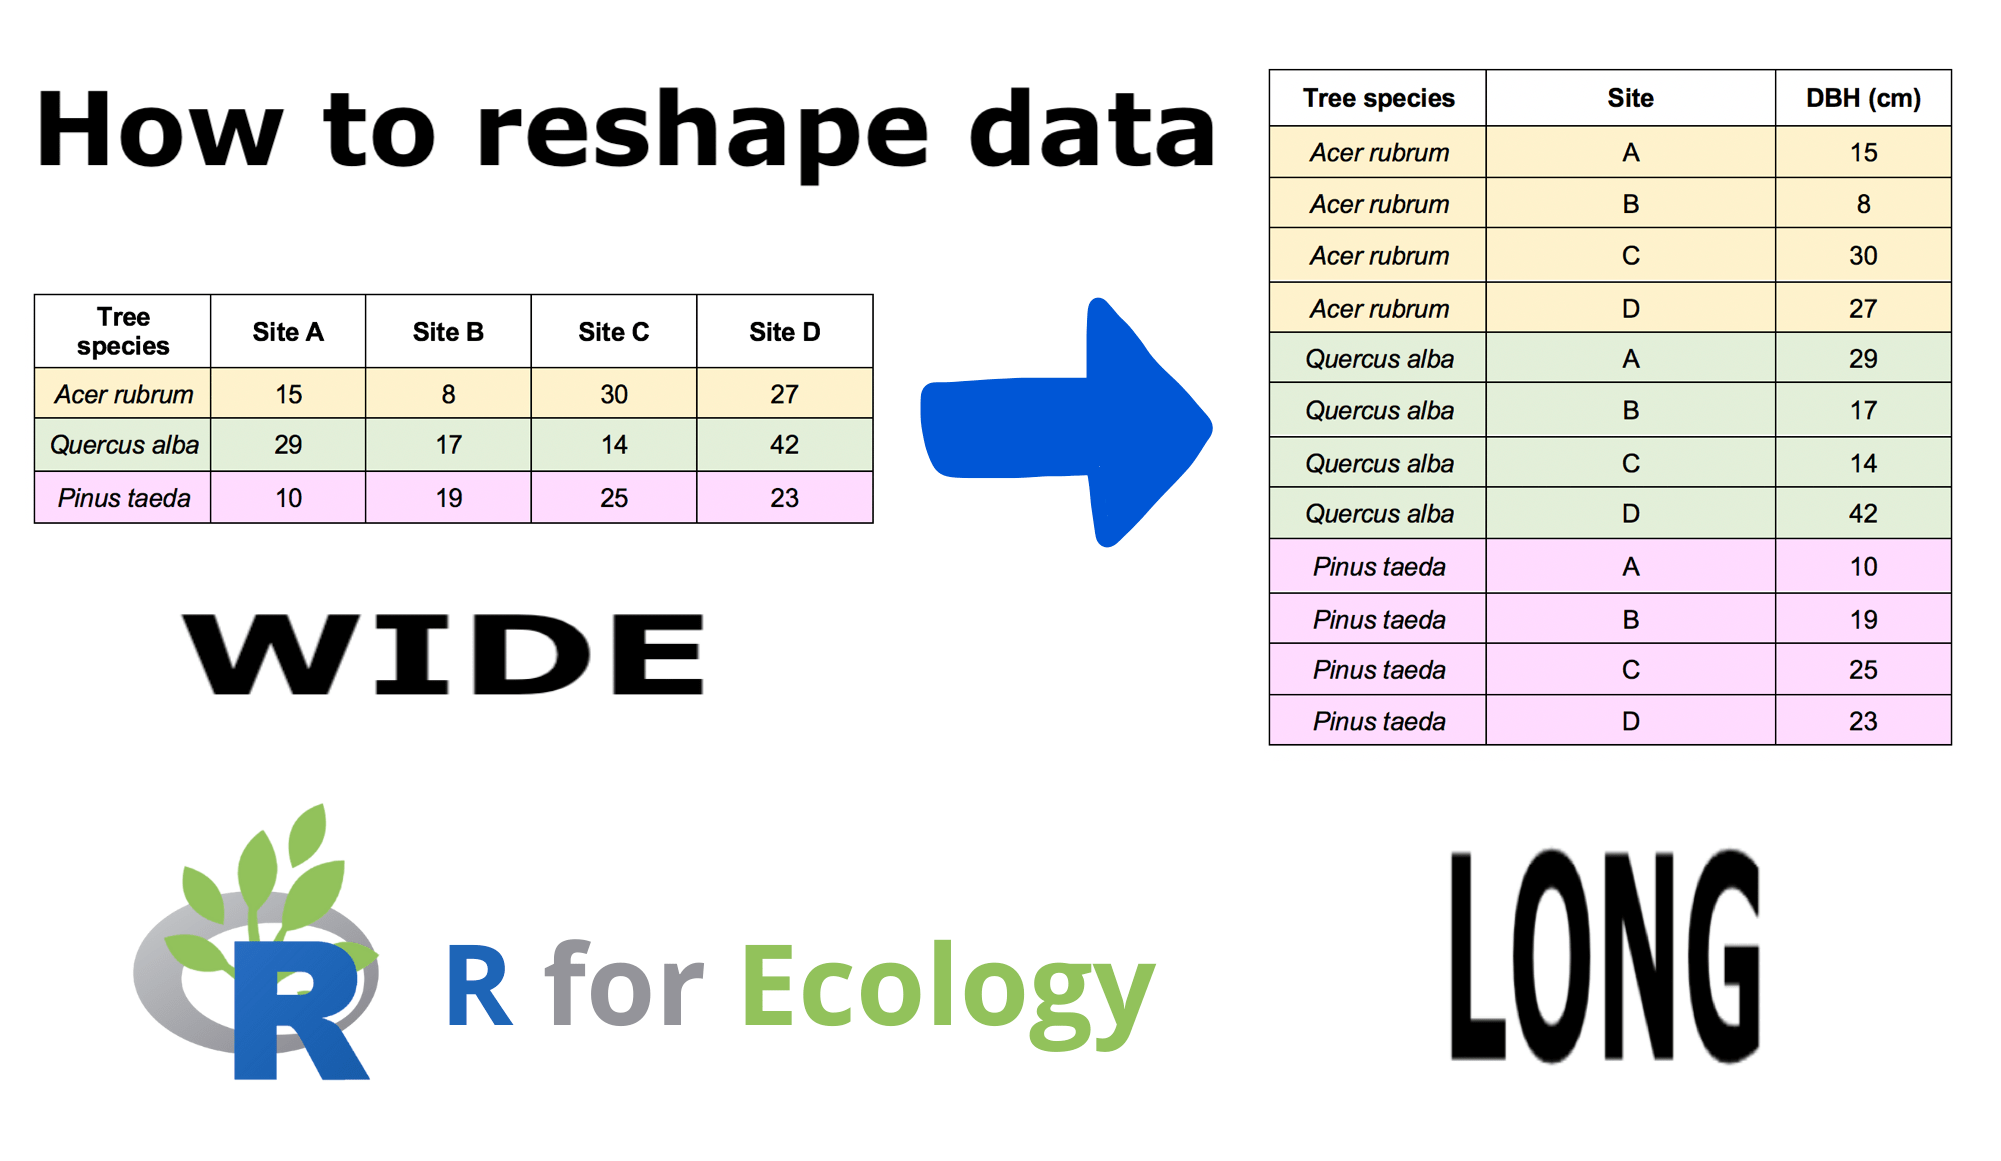 How to reshape data
Tree species Site A Site B Site C Site D
Acer rubrum 15 8 30 27
Quercus alba 29 17 14 42
Pinus taeda 10 19 25 23
WIDE
Tree species Site DBH (cm)
Acer rubrum A 15
Acer rubrum B 8
Acer rubrum C 30
Acer rubrum D 27
Quercus alba A 29
Quercus alba B 17
Quercus alba C 14
Quercus alba D 42
Pinus taeda A 10
Pinus taeda B 19
Pinus taeda C 25
Pinus taeda D 23
LONG
R
R for Ecology